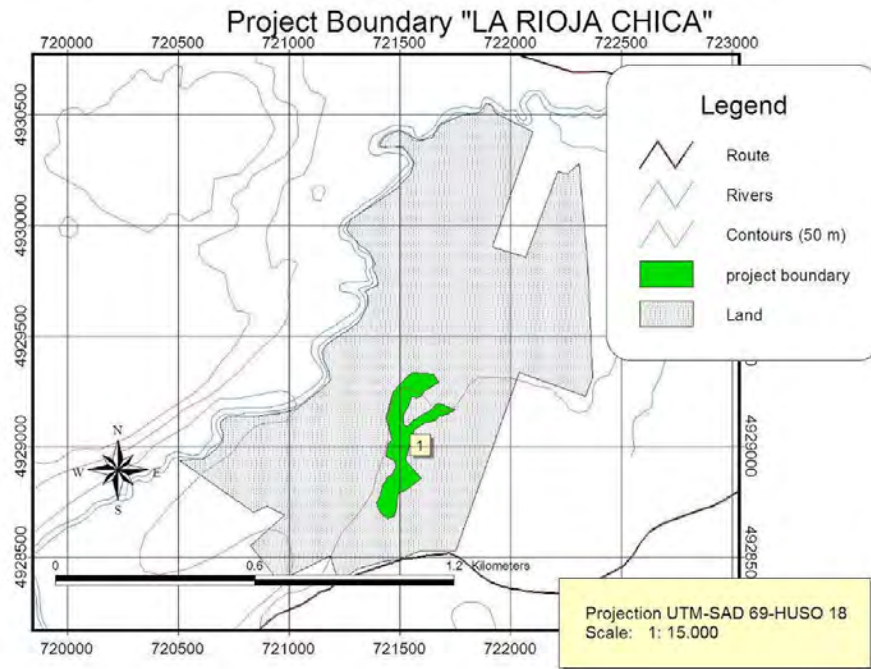 Project Boundary "LA RIOJA CHICA"
720000 720500 721000 721500 722000 722500 723000
4930500
4930000
4929500
4929000
4928500
Legend
Route
Rivers
Contours (50 m)
project boundary
Land
4929000
4928500
N
W E
S
1
0 0.6 1.2 Kilometers
Projection UTM-SAD 69-HUSO 18
Scale: 1: 15.000
720000 720500 721000 721500 722000